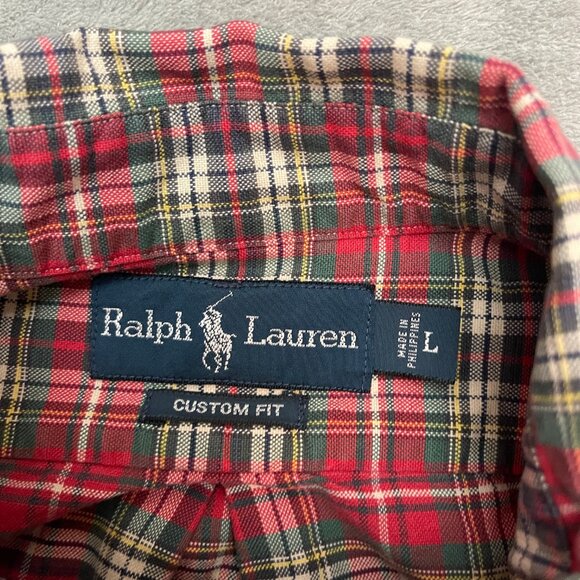 Ralph Lauren
MADE IN
PHILIPPINES
L
CUSTOM FIT